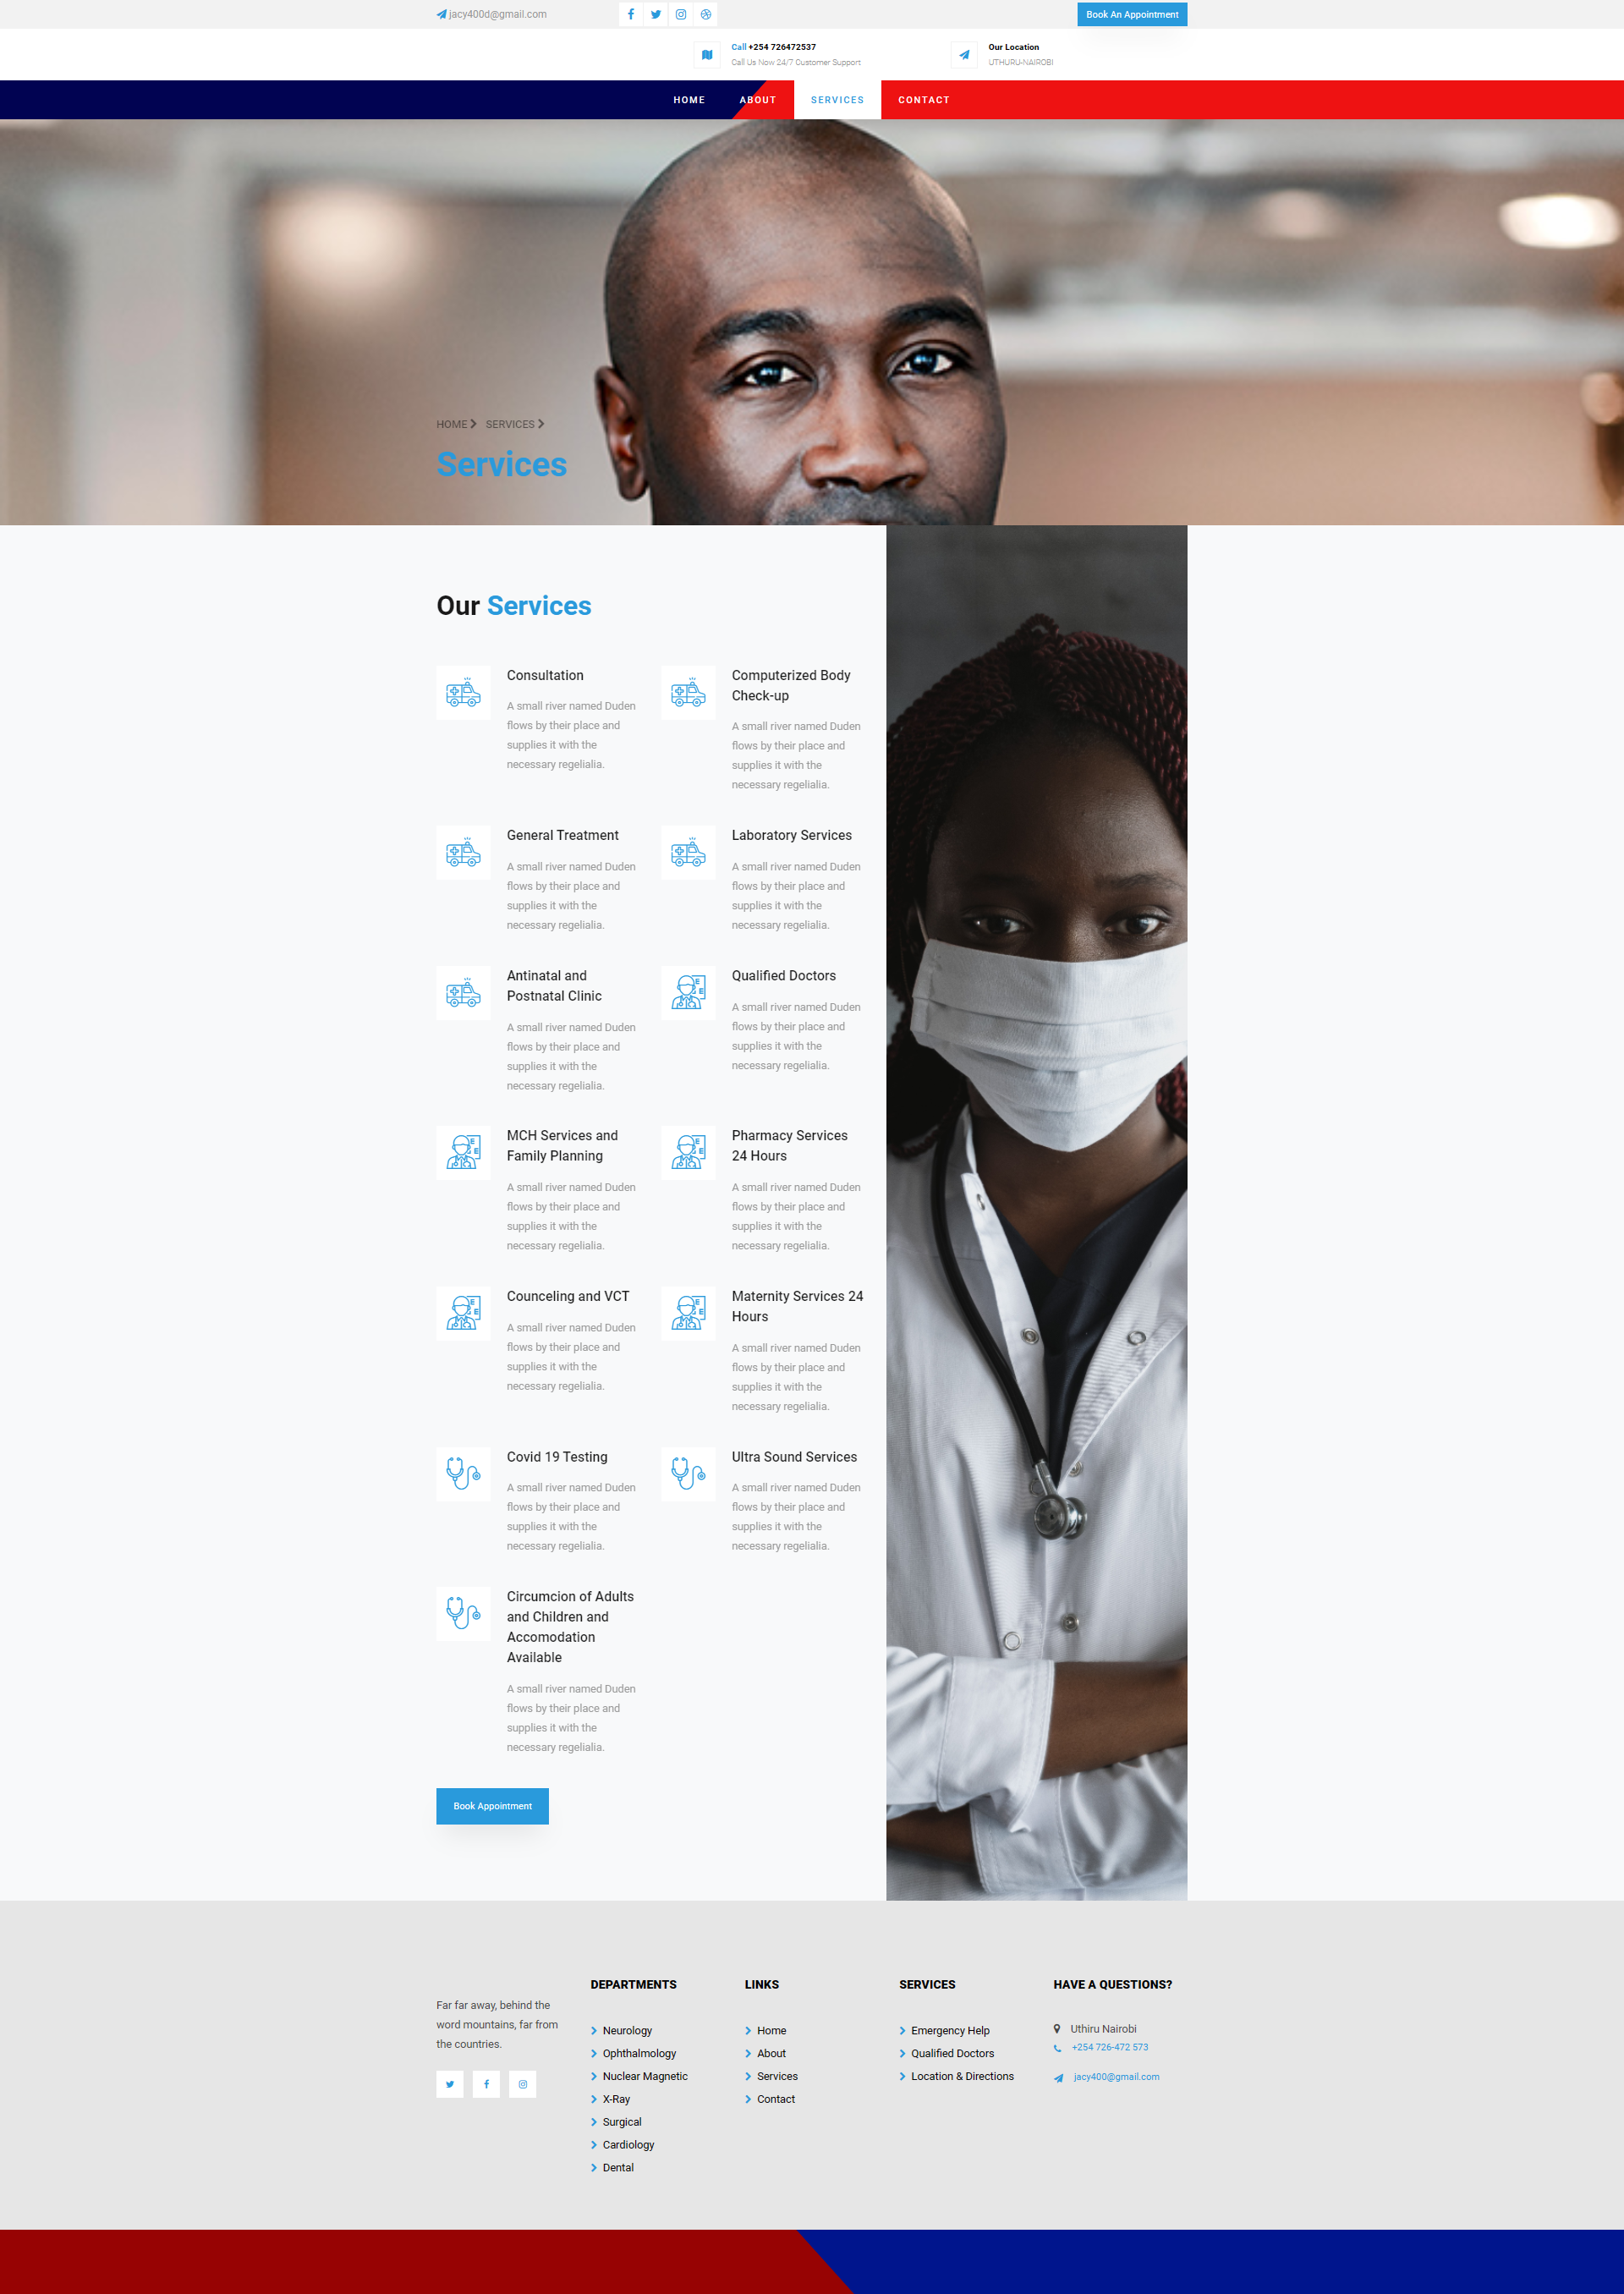 jacy400d@gmail.com
Book An Appointment
Call +254 726472537
Call Us Now 24/7 Customer Support
Our Location
UTHURU-NAIROBI
HOME
ABOUT
SERVICES
CONTACT
HOME SERVICES
Services
Our Services
Consultation
A small river named Duden
flows by their place and
supplies it with the
necessary regelialia.
Computerized Body
Check-up
A small river named Duden
flows by their place and
supplies it with the
necessary regelialia.
General Treatment
A small river named Duden
flows by their place and
supplies it with the
necessary regelialia.
Laboratory Services
A small river named Duden
flows by their place and
supplies it with the
necessary regelialia.
Antinatal and
Postnatal Clinic
A small river named Duden
flows by their place and
supplies it with the
necessary regelialia.
Qualified Doctors
A small river named Duden
flows by their place and
supplies it with the
necessary regelialia.
MCH Services and
Family Planning
A small river named Duden
flows by their place and
supplies it with the
necessary regelialia.
Pharmacy Services
24 Hours
A small river named Duden
flows by their place and
supplies it with the
necessary regelialia.
Counceling and VCT
A small river named Duden
flows by their place and
supplies it with the
necessary regelialia.
Maternity Services 24
Hours
A small river named Duden
flows by their place and
supplies it with the
necessary regelialia.
Covid 19 Testing
A small river named Duden
flows by their place and
supplies it with the
necessary regelialia.
Ultra Sound Services
A small river named Duden
flows by their place and
supplies it with the
necessary regelialia.
Circumcion of Adults
and Children and
Accomodation
Available
A small river named Duden
flows by their place and
supplies it with the
necessary regelialia.
Book Appointment
Far far away, behind the
word mountains, far from
the countries.
DEPARTMENTS
Neurology
Ophthalmology
Nuclear Magnetic
X-Ray
Surgical
Cardiology
Dental
LINKS
Home
About
Services
Contact
SERVICES
Emergency Help
Qualified Doctors
Location & Directions
HAVE A QUESTIONS?
Uthiru Nairobi
+254 726-472 573
jacy400@gmail.com